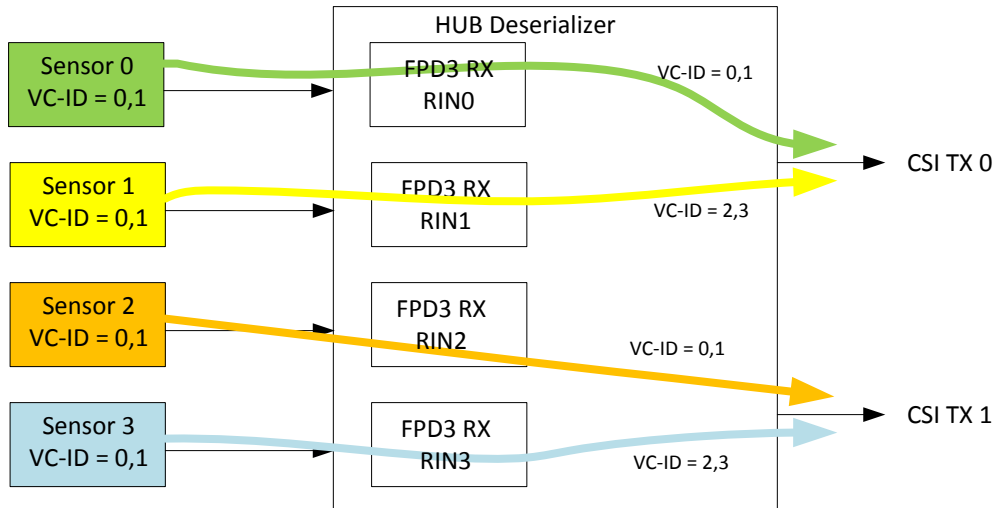 HUB Deserializer
Sensor 0
VC-ID = 0,1
FPD3 RX
RIN0
VC-ID = 0,1
CSI TX 0
Sensor 1
VC-ID = 0,1
FPD3 RX
RIN1
VC-ID = 2,3
Sensor 2
VC-ID = 0,1
FPD3 RX
RIN2
VC-ID = 0,1
CSI TX 1
Sensor 3
VC-ID = 0,1
FPD3 RX
RIN3
VC-ID = 2,3